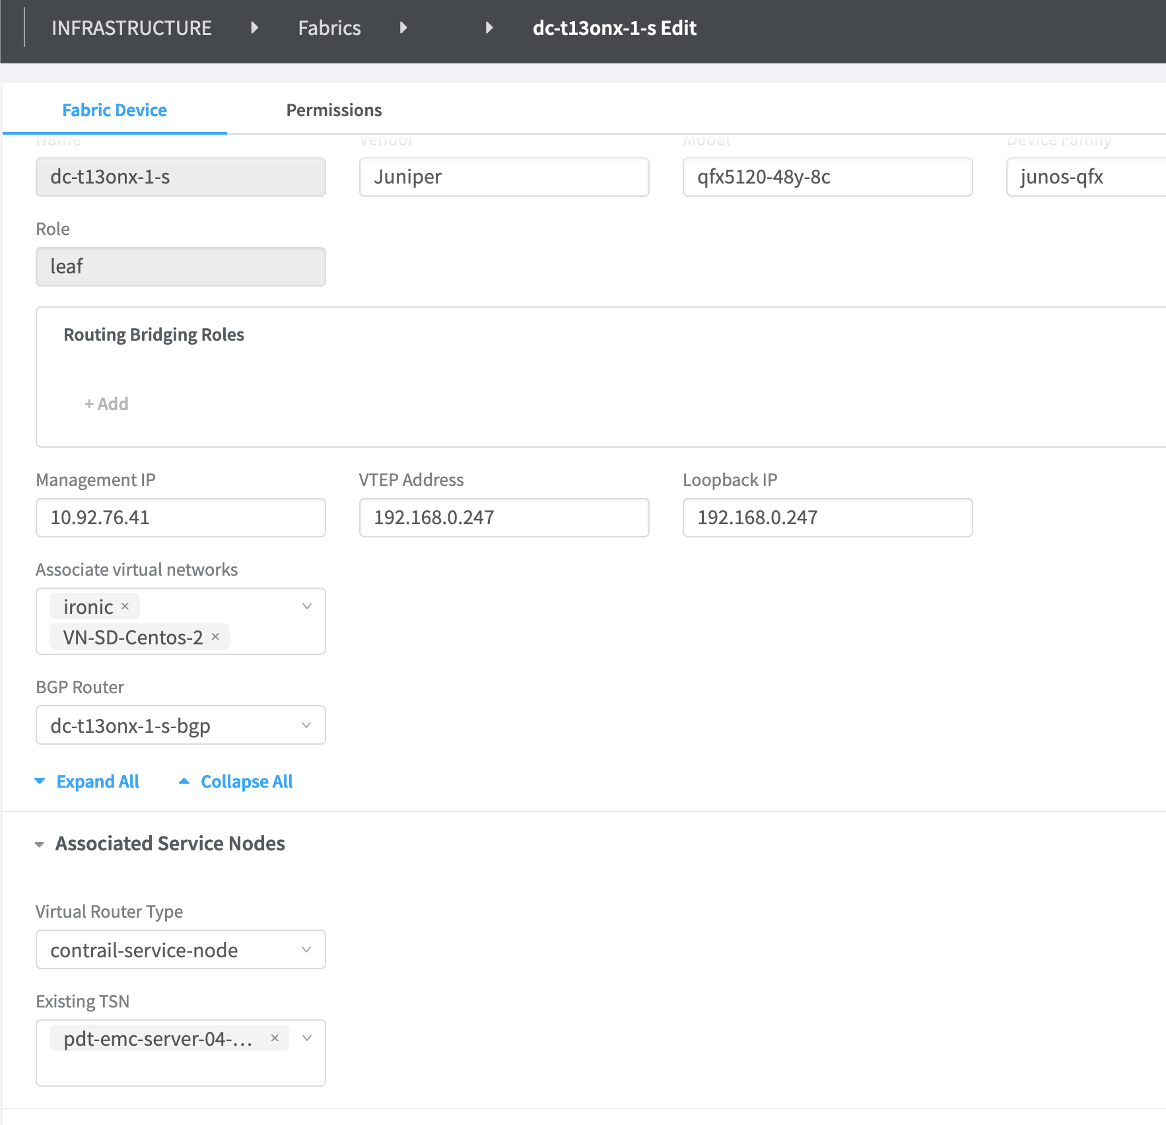 INFRASTRUCTURE Fabrics dc-t13onx-1-s Edit
Fabric Device Permissions
Name Vendor Model Device Family
dc-t13onx-1-s Juniper qfx5120-48y-8c junos-qfx
Role
leaf
Routing Bridging Roles
+ Add
Management IP VTEP Address Loopback IP
10.92.76.41 192.168.0.247 192.168.0.247
Associate virtual networks
ironic ×
VN-SD-Centos-2 ×
BGP Router
dc-t13onx-1-s-bgp
Expand All Collapse All
Associated Service Nodes
Virtual Router Type
contrail-service-node
Existing TSN
pdt-emc-server-04-... ×